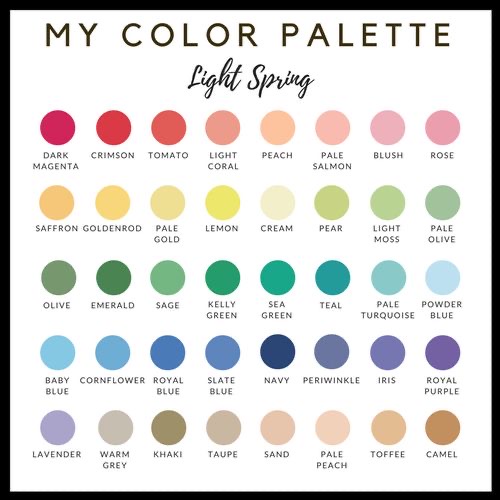 MY COLOR PALETTE
Light Spring
DARK MAGENTA
CRIMSON
TOMATO
LIGHT CORAL
PEACH
PALE SALMON
BLUSH
ROSE
SAFFRON
GOLDENROD
PALE GOLD
LEMON
CREAM
PEAR
LIGHT MOSS
PALE OLIVE
OLIVE
EMERALD
SAGE
KELLY GREEN
SEA GREEN
TEAL
PALE TURQUOISE
POWDER BLUE
BABY BLUE
CORNFLOWER
ROYAL BLUE
SLATE BLUE
NAVY
PERIWINKLE
IRIS
ROYAL PURPLE
LAVENDER
WARM GREY
KHAKI
TAUPE
SAND
PALE PEACH
TOFFEE
CAMEL